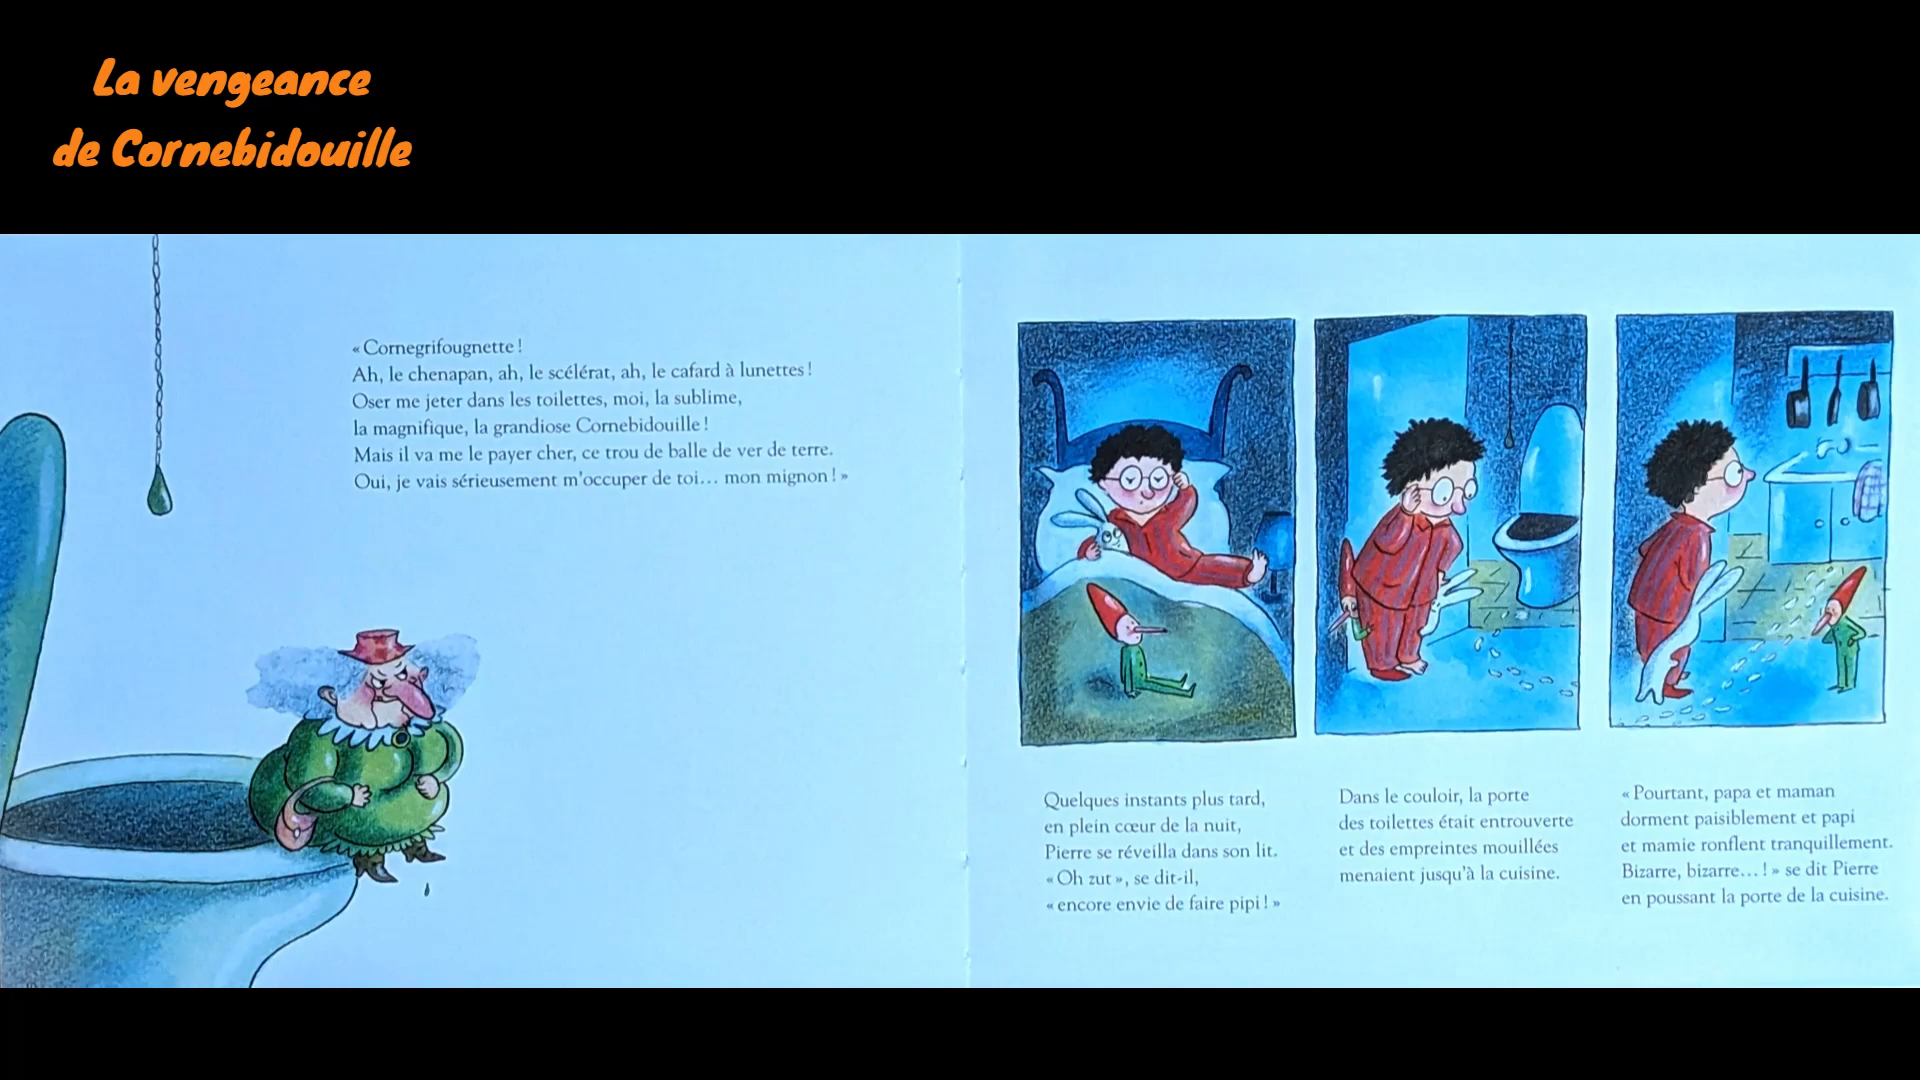 La vengeance
de Cornebidouille
« Cornegrifougnette !
Ah, le chenapan, ah, le scélérat, ah, le cafard à lunettes !
Oser me jeter dans les toilettes, moi, la sublime,
la magnifique, la grandiose Cornebidouille !
Mais il va me le payer cher, ce trou de balle de ver de terre.
Oui, je vais sérieusement m'occuper de toi... mon mignon ! »
Quelques instants plus tard,
en plein cœur de la nuit,
Pierre se réveilla dans son lit.
« Oh zut », se dit-il,
« encore envie de faire pipi ! »
Dans le couloir, la porte
des toilettes était entrouverte
et des empreintes mouillées
menaient jusqu'à la cuisine.
« Pourtant, papa et maman
dorment paisiblement et papi
et mamie ronflent tranquillement.
Bizarre, bizarre... ! » se dit Pierre
en poussant la porte de la cuisine.